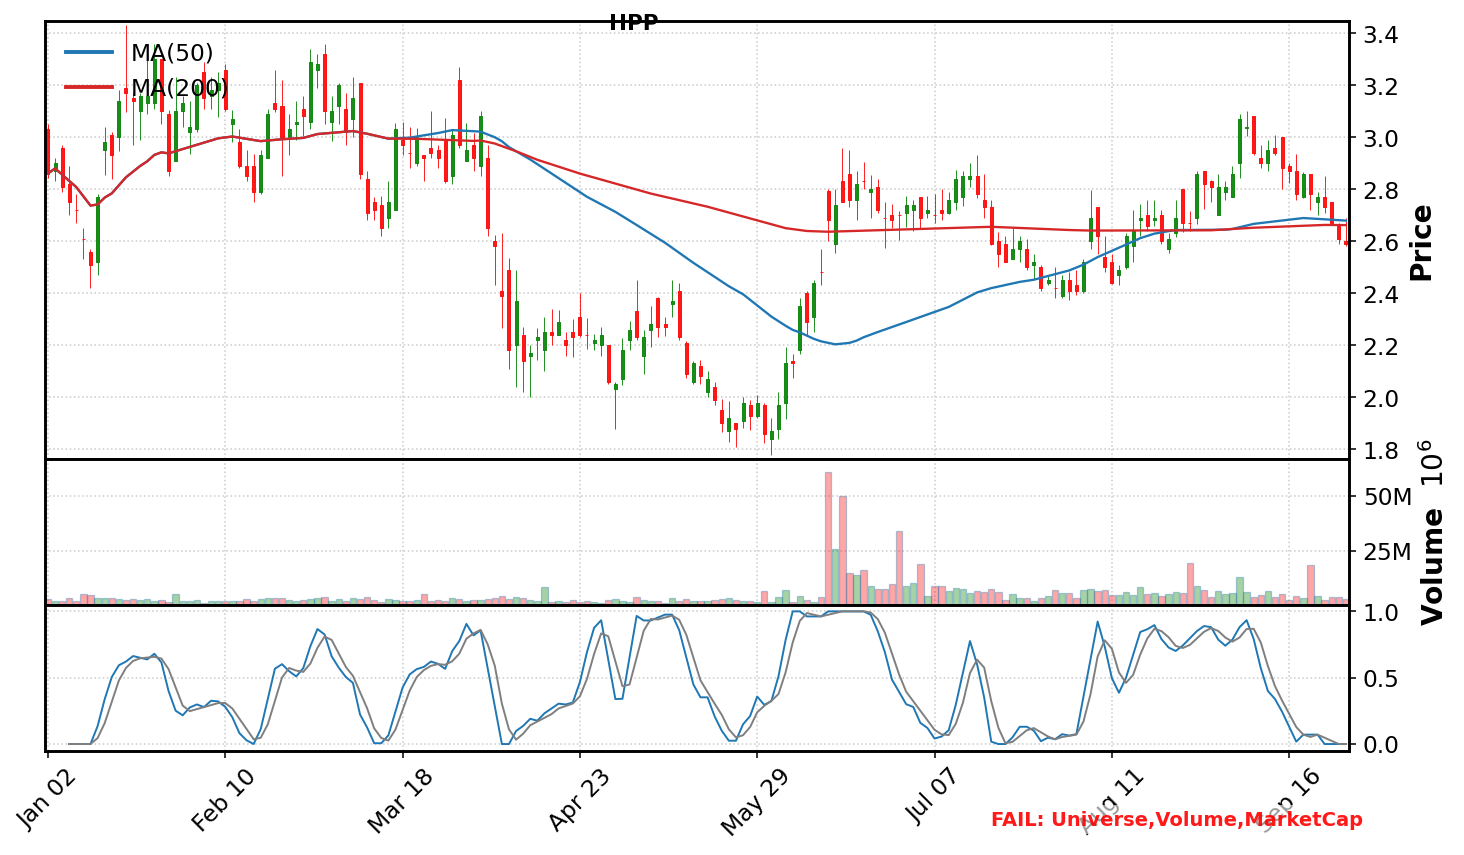 HPP
MA(50)
MA(200)
3.4
3.2
3.0
2.8
2.6
2.4
2.2
2.0
1.8
Price
50M
25M
Volume 10⁶
1.0
0.5
0.0
Jan 02
Feb 10
Mar 18
Apr 23
May 29
Jul 07
Aug 11
Sep 16
FAIL: Universe,Volume,MarketCap